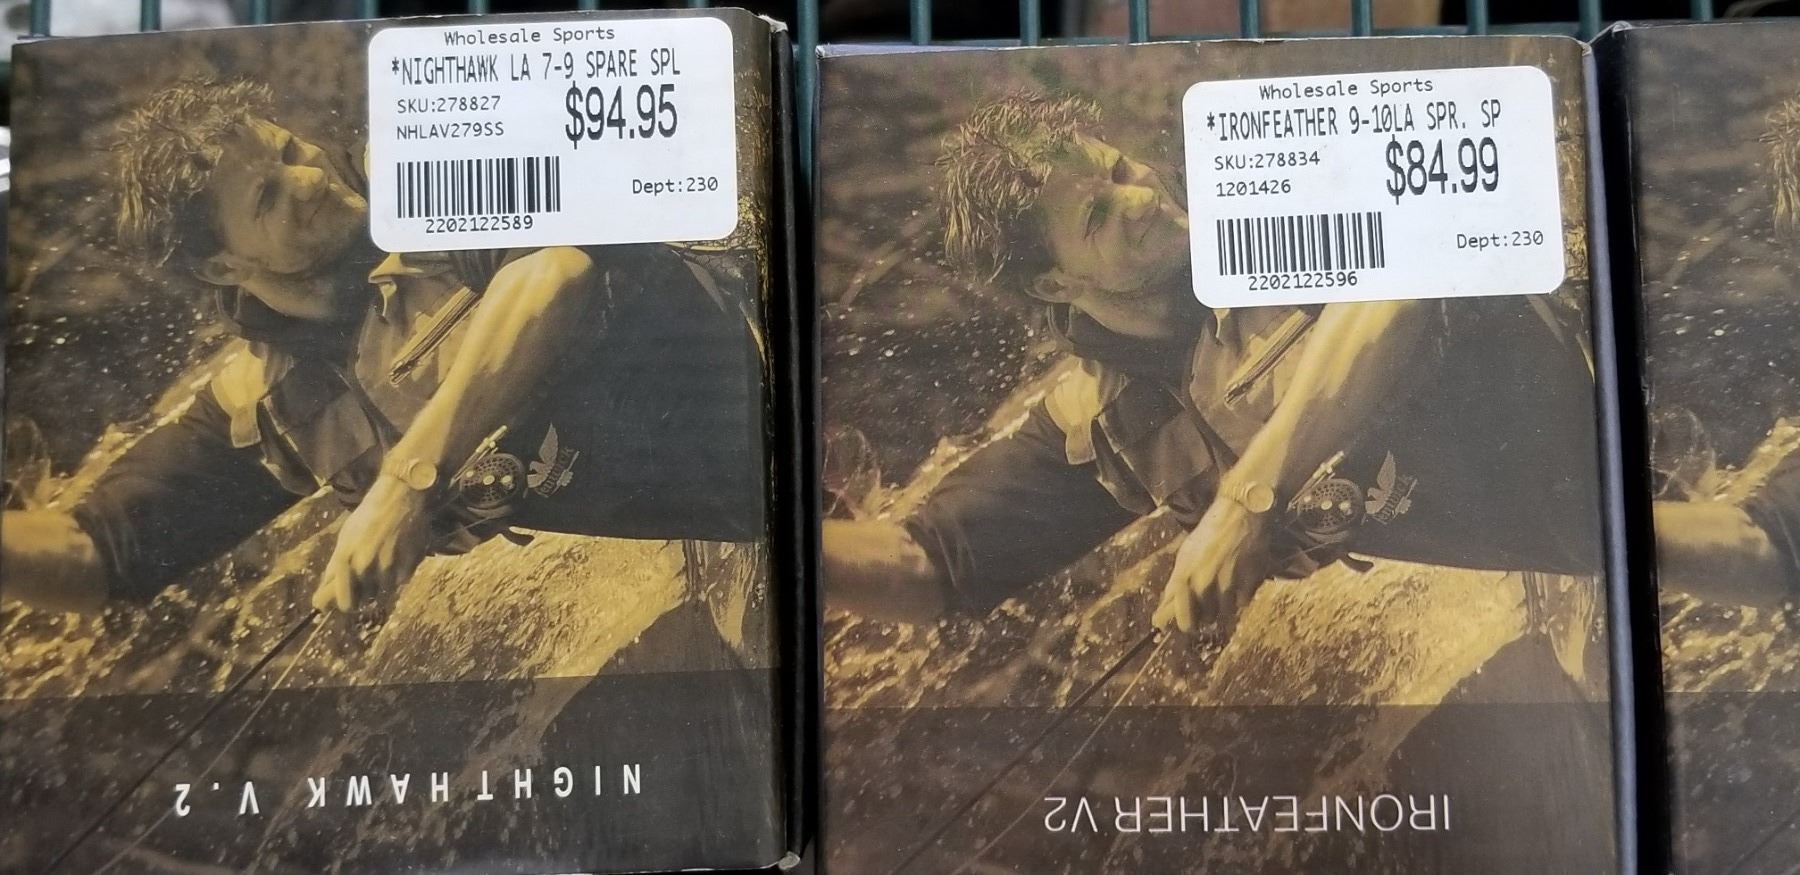 Wholesale Sports
*NIGHTHAWK LA 7-9 SPARE SPL
SKU:278827
$94.95
NHLAV279SS
Dept:230
2202122589
NIGHTHAWK V.2
Wholesale Sports
*IRONFEATHER 9-10LA SPR. SP
SKU:278834
$84.99
1201426
Dept:230
2202122596
IRONFEATHER V2